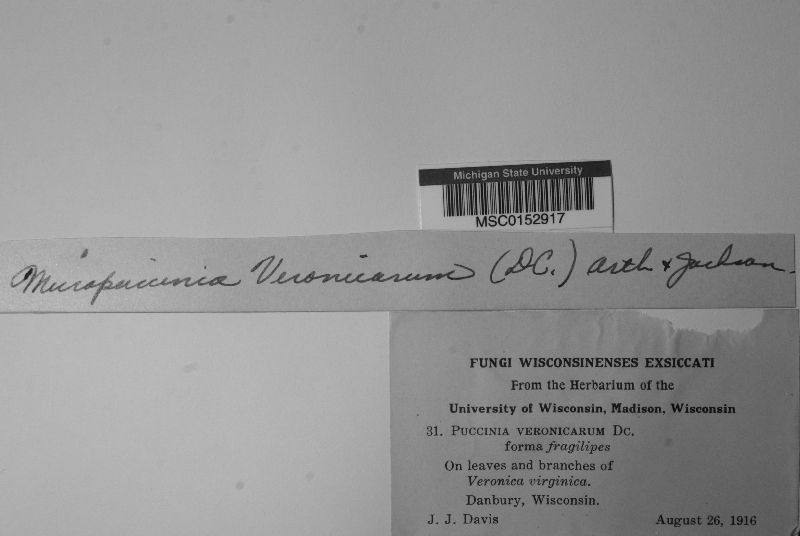 Michigan State University
MSC0152917
Micropuccinia Veronicarum (DC.) Arth & Jackson.
FUNGI WISCONSINENSES EXSICCATI
From the Herbarium of the
University of Wisconsin, Madison, Wisconsin
31. PUCCINIA VERONICARUM DC.
forma fragilipes
On leaves and branches of
Veronica virginica.
Danbury, Wisconsin.
J. J. Davis August 26, 1916